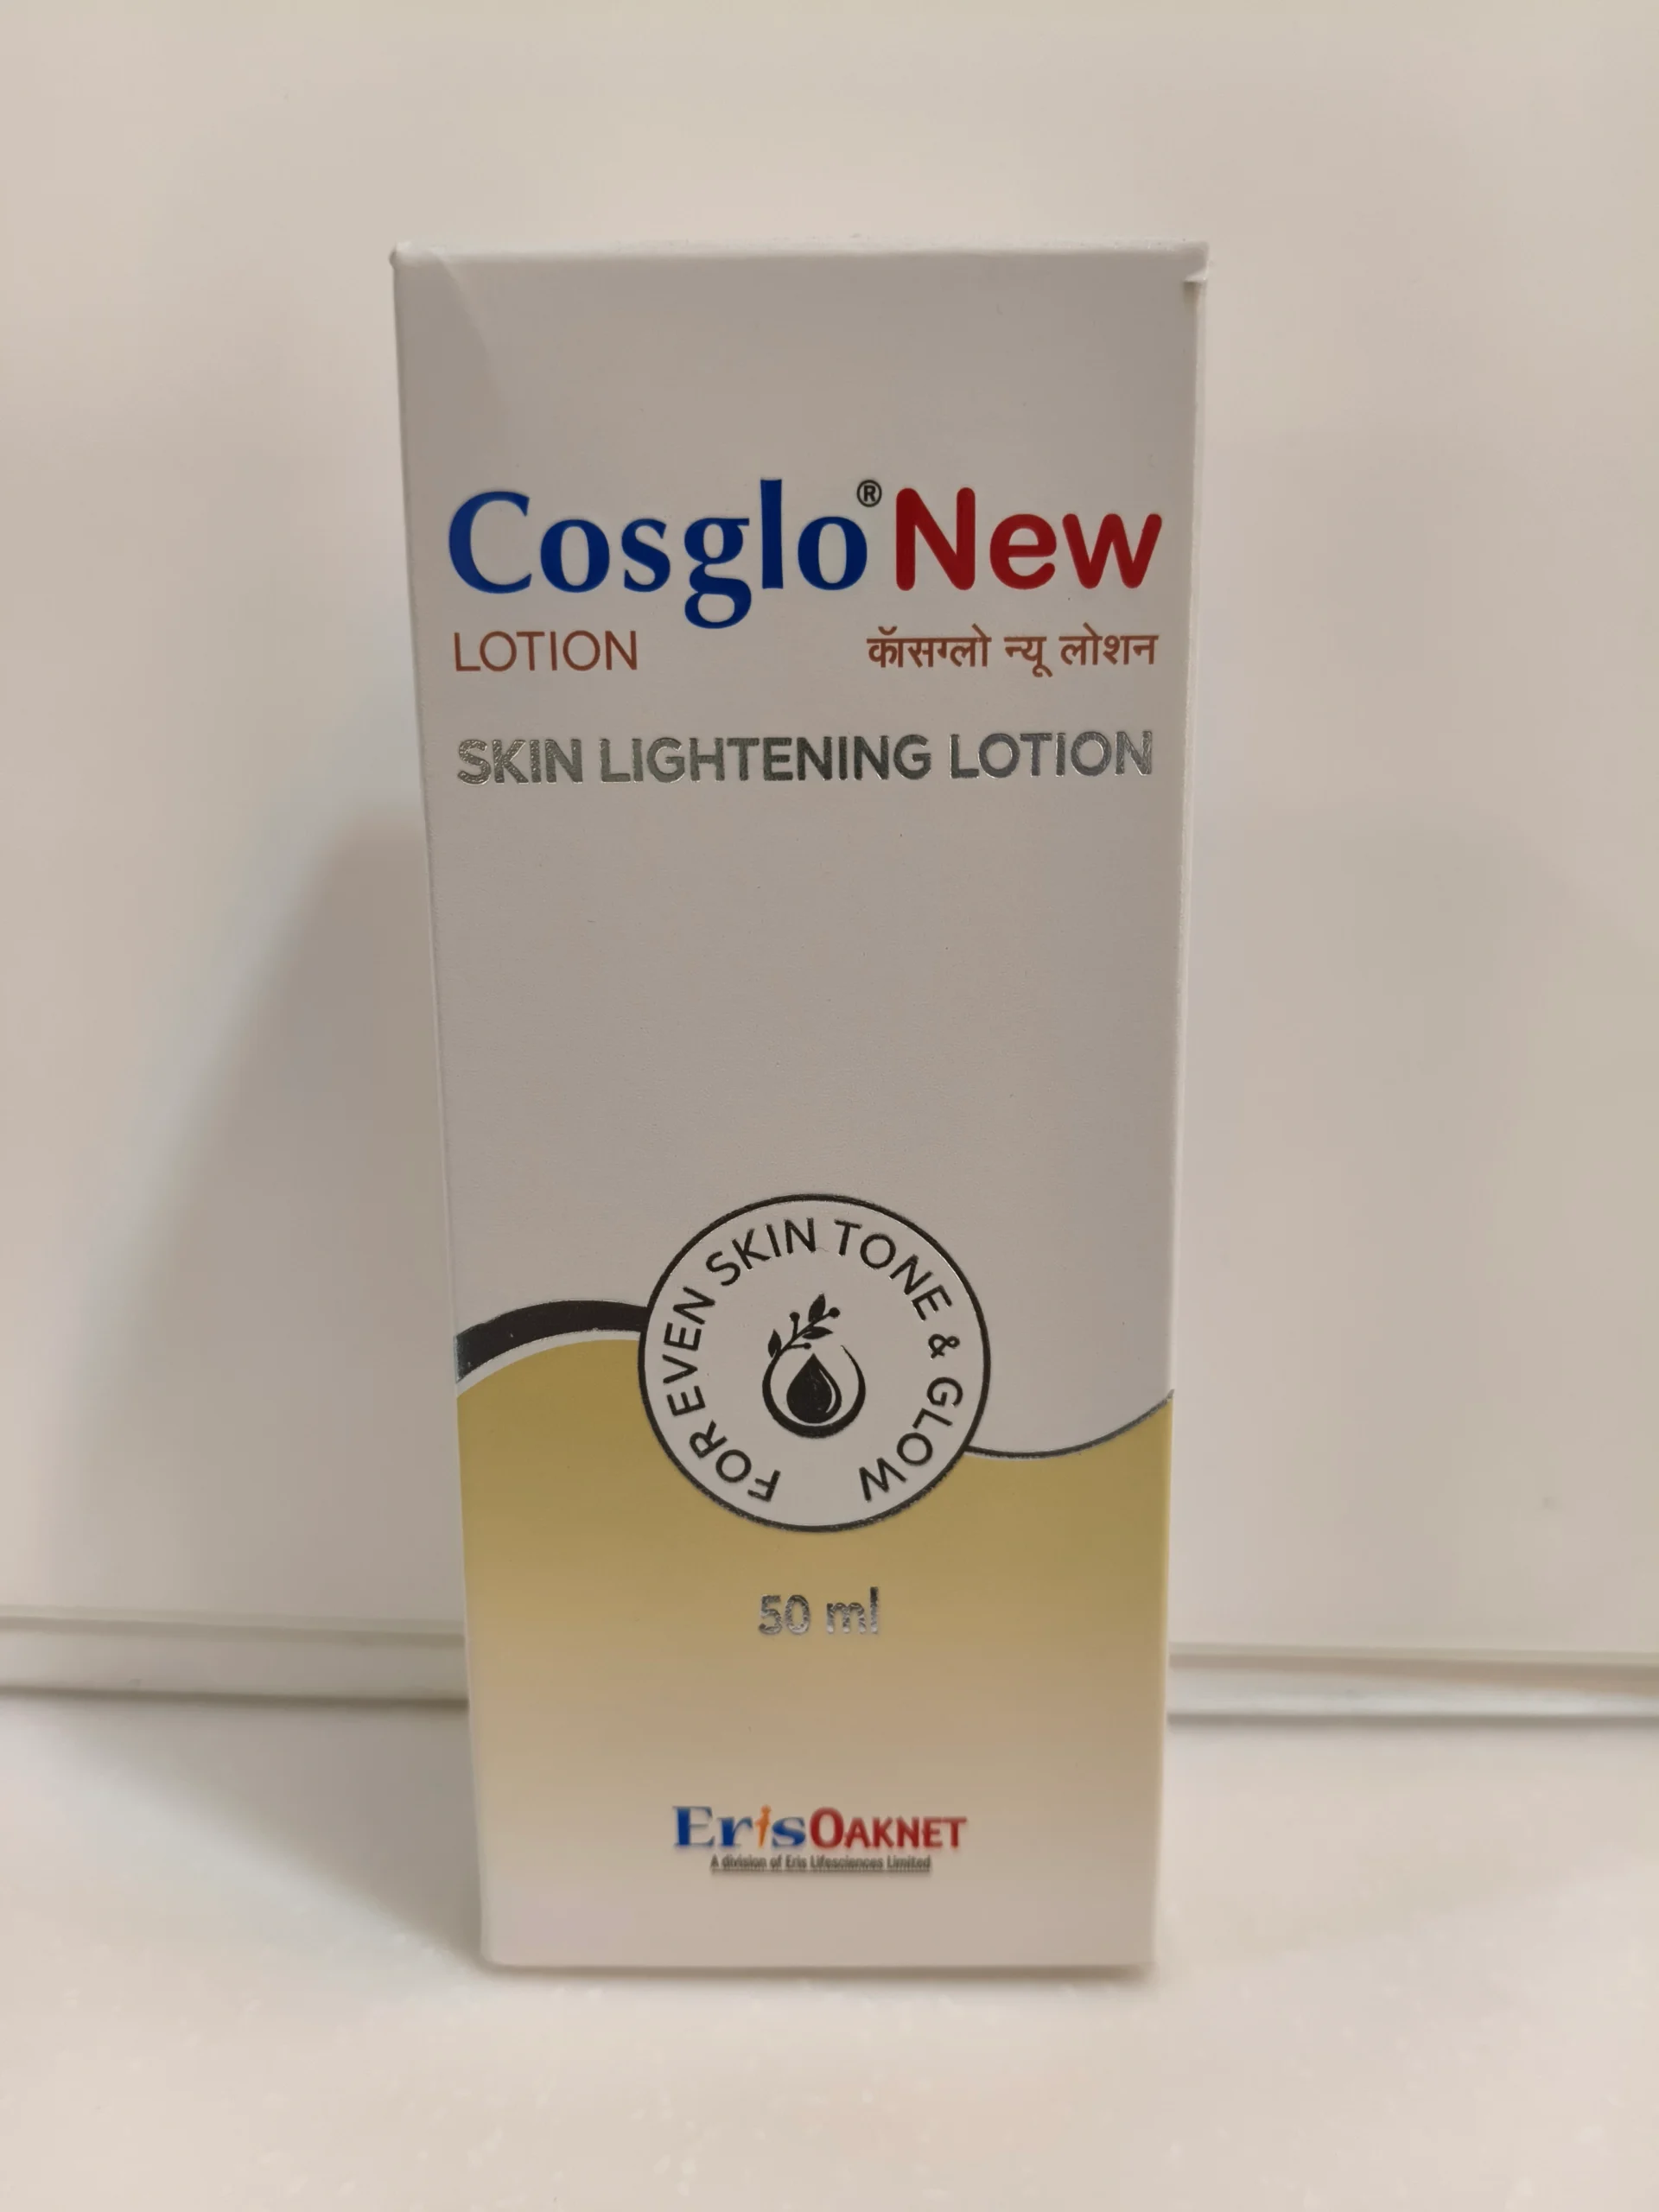 Cosglo® New
LOTION
कॉसग्लो न्यू लोशन
SKIN LIGHTENING LOTION
FOR EVEN SKIN TONE & GLOW
50 ml
ErisOAKNET
A division of Eris Lifesciences Limited